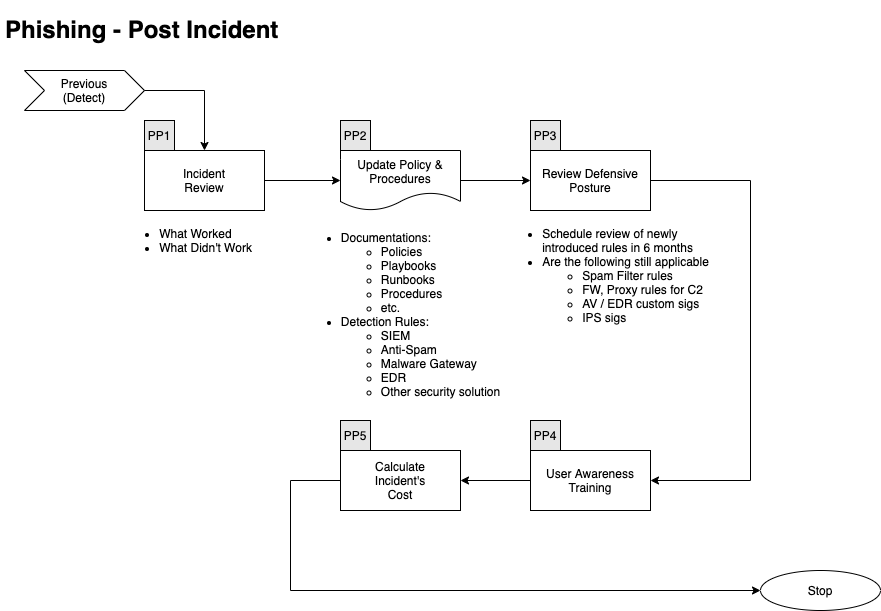 Phishing - Post Incident
Previous
(Detect)
PP1
Incident
Review
• What Worked
• What Didn't Work
PP2
Update Policy &
Procedures
• Documentations:
◦ Policies
◦ Playbooks
◦ Runbooks
◦ Procedures
◦ etc.
• Detection Rules:
◦ SIEM
◦ Anti-Spam
◦ Malware Gateway
◦ EDR
◦ Other security solution
PP3
Review Defensive
Posture
• Schedule review of newly
introduced rules in 6 months
• Are the following still applicable
◦ Spam Filter rules
◦ FW, Proxy rules for C2
◦ AV / EDR custom sigs
◦ IPS sigs
PP4
User Awareness
Training
PP5
Calculate
Incident's
Cost
Stop